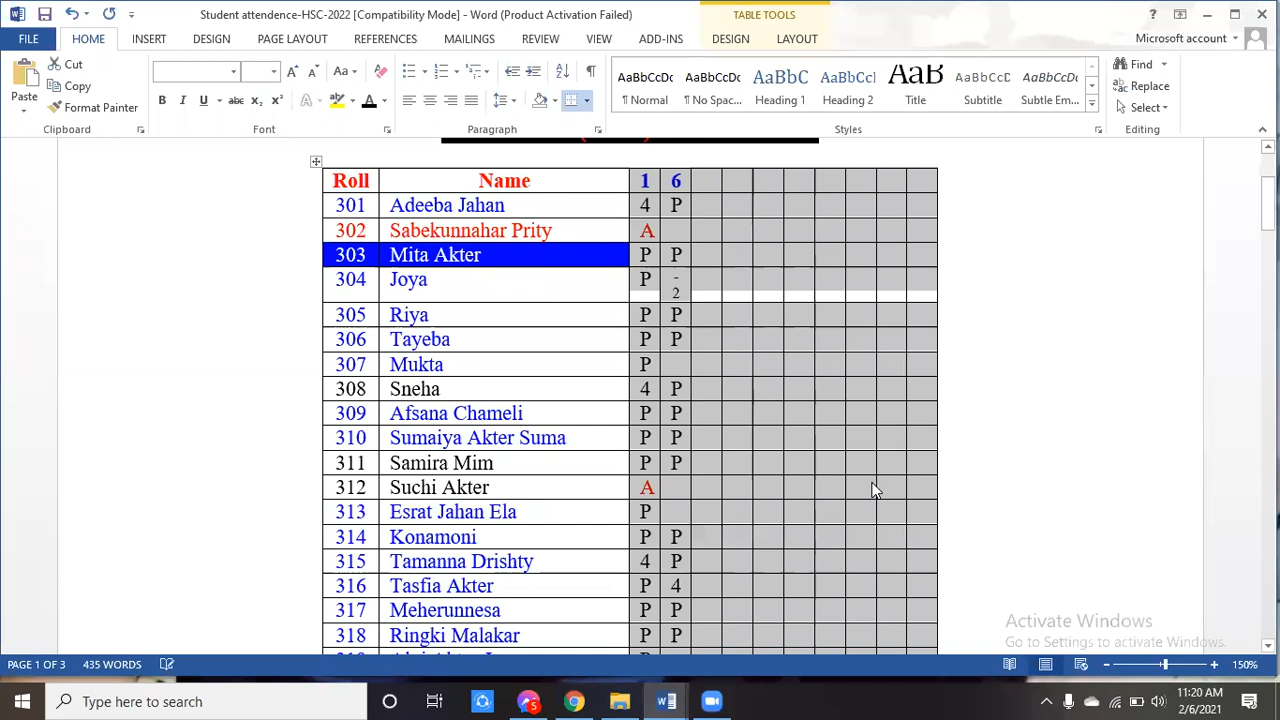 Student attendence-HSC-2022 [Compatibility Mode] - Word (Product Activation Failed)
TABLE TOOLS
FILE HOME INSERT DESIGN PAGE LAYOUT REFERENCES MAILINGS REVIEW VIEW ADD-INS DESIGN LAYOUT
Microsoft account
Paste
Cut
Copy
Format Painter
Clipboard
Font
Paragraph
AaBbCcDc AaBbCcDc AaBbC AaBbC AaB AaBbCcD AaBbCcDc
¶ Normal ¶ No Spac... Heading Heading 2 Title Subtitle Subtle Em...
Styles
Find
Replace
Select
Editing
Roll Name 1 6
301 Adeeba Jahan 4 P
302 Sabekunnahar Prity A
303 Mita Akter P P
304 Joya P -
2
305 Riya P P
306 Tayeba P P
307 Mukta P
308 Sneha 4 P
309 Afsana Chameli P P
310 Sumaiya Akter Suma P P
311 Samira Mim P P
312 Suchi Akter A
313 Esrat Jahan Ela P
314 Konamoni P P
315 Tamanna Drishty 4 P
316 Tasfia Akter P 4
317 Meherunnesa P P
318 Ringki Malakar P P
Activate Windows
Go to Settings to activate Windows.
PAGE 1 OF 3 435 WORDS 150%
Type here to search
5
11:20 AM
2/6/2021